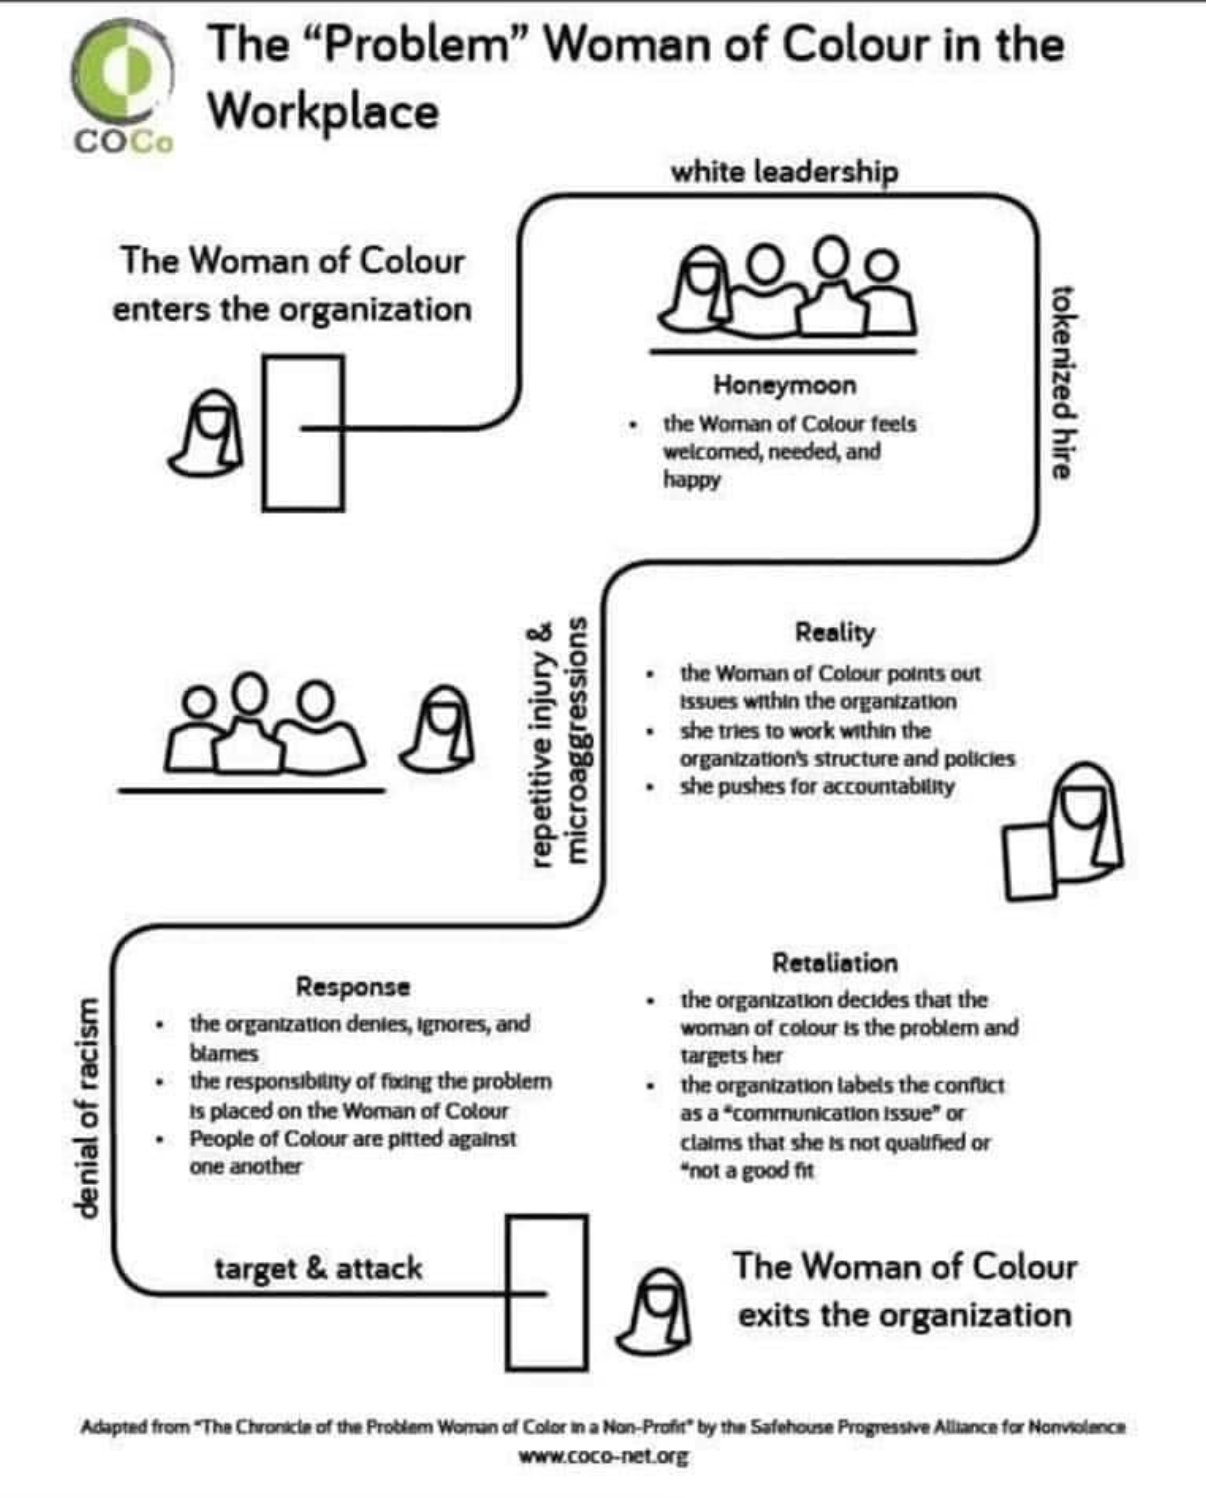 The “Problem” Woman of Colour in the
Workplace
COCo
white leadership
The Woman of Colour
enters the organization
tokenized hire
Honeymoon
• the Woman of Colour feels
welcomed, needed, and
happy
repetitive injury &
microaggressions
Reality
• the Woman of Colour points out
issues within the organization
• she tries to work within the
organization's structure and policies
• she pushes for accountability
denial of racism
Response
• the organization denies, ignores, and
blames
• the responsibility of fixing the problem
is placed on the Woman of Colour
• People of Colour are pitted against
one another
Retaliation
• the organization decides that the
woman of colour is the problem and
targets her
• the organization labels the conflict
as a "communication issue" or
claims that she is not qualified or
"not a good fit
target & attack
The Woman of Colour
exits the organization
Adapted from "The Chronicle of the Problem Woman of Color in a Non-Profit" by the Safehouse Progressive Alliance for Nonviolence
www.coco-net.org